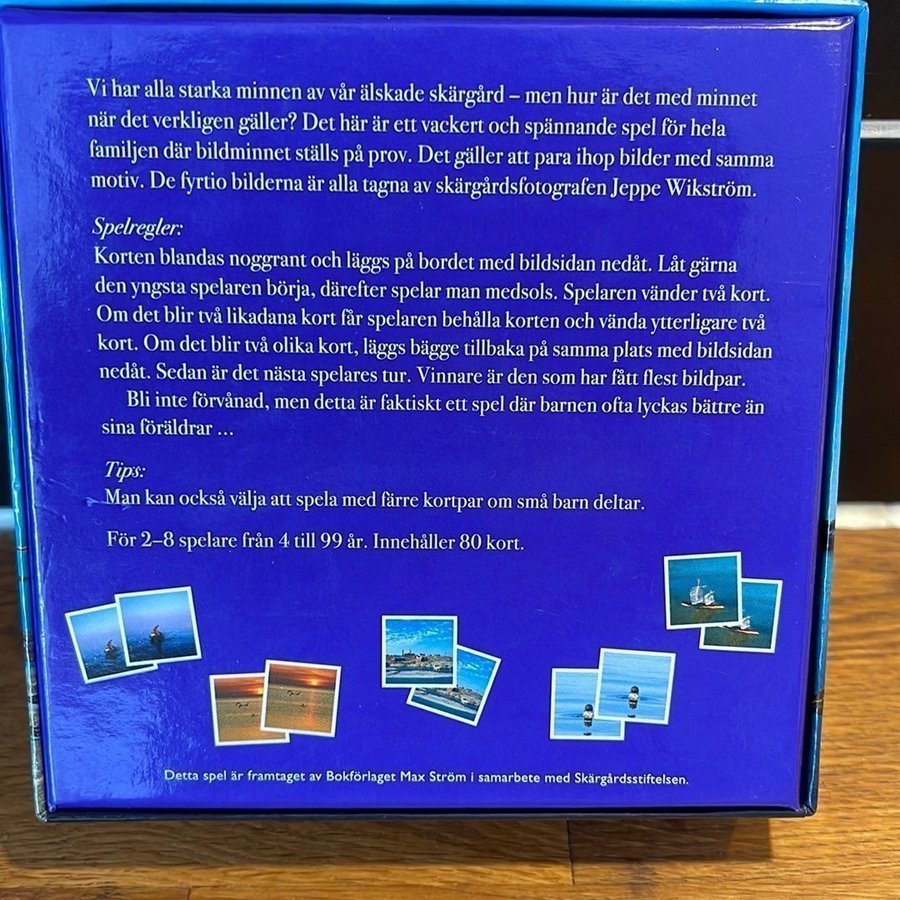 Vi har alla starka minnen av vår älskade skärgård – men hur är det med minnet
när det verkligen gäller? Det här är ett vackert och spännande spel för hela
familjen där bildminnet ställs på prov. Det gäller att para ihop bilder med samma
motiv. De fyrtio bilderna är alla tagna av skärgårdsfotografen Jeppe Wikström.
Spelregler:
Korten blandas noggrant och läggs på bordet med bildsidan nedåt. Låt gärna
den yngsta spelaren börja, därefter spelar man medsols. Spelaren vänder två kort.
Om det blir två likadana kort får spelaren behålla korten och vända ytterligare två
kort. Om det blir två olika kort, läggs bägge tillbaka på samma plats med bildsidan
nedåt. Sedan är det nästa spelares tur. Vinnare är den som har fått flest bildpar.
Bli inte förvånad, men detta är faktiskt ett spel där barnen ofta lyckas bättre än
sina föräldrar ...
Tips:
Man kan också välja att spela med färre kortpar om små barn deltar.
För 2–8 spelare från 4 till 99 år. Innehåller 80 kort.
Detta spel är framtaget av Bokförlaget Max Ström i samarbete med Skärgårdsstiftelsen.